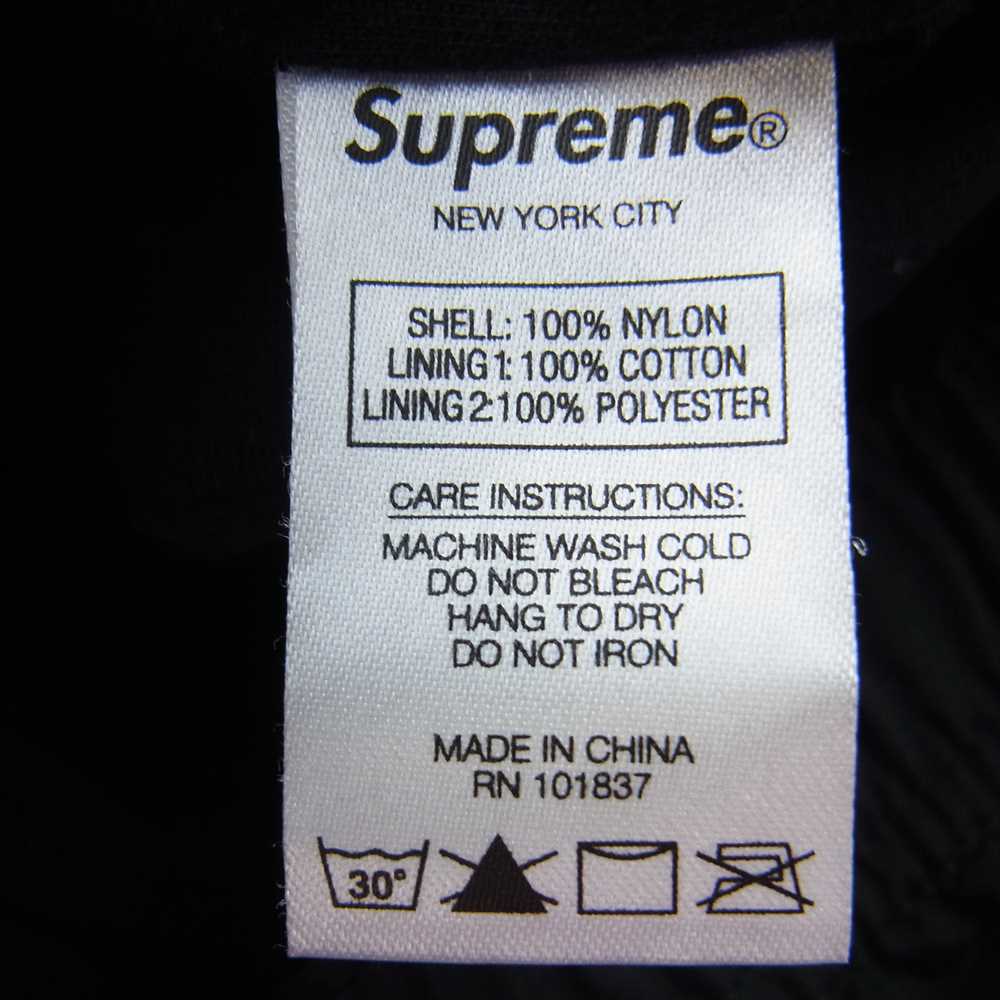 Supreme®
NEW YORK CITY
SHELL: 100% NYLON
LINING 1: 100% COTTON
LINING 2:100% POLYESTER
CARE INSTRUCTIONS:
MACHINE WASH COLD
DO NOT BLEACH
HANG TO DRY
DO NOT IRON
MADE IN CHINA
RN 101837
30°